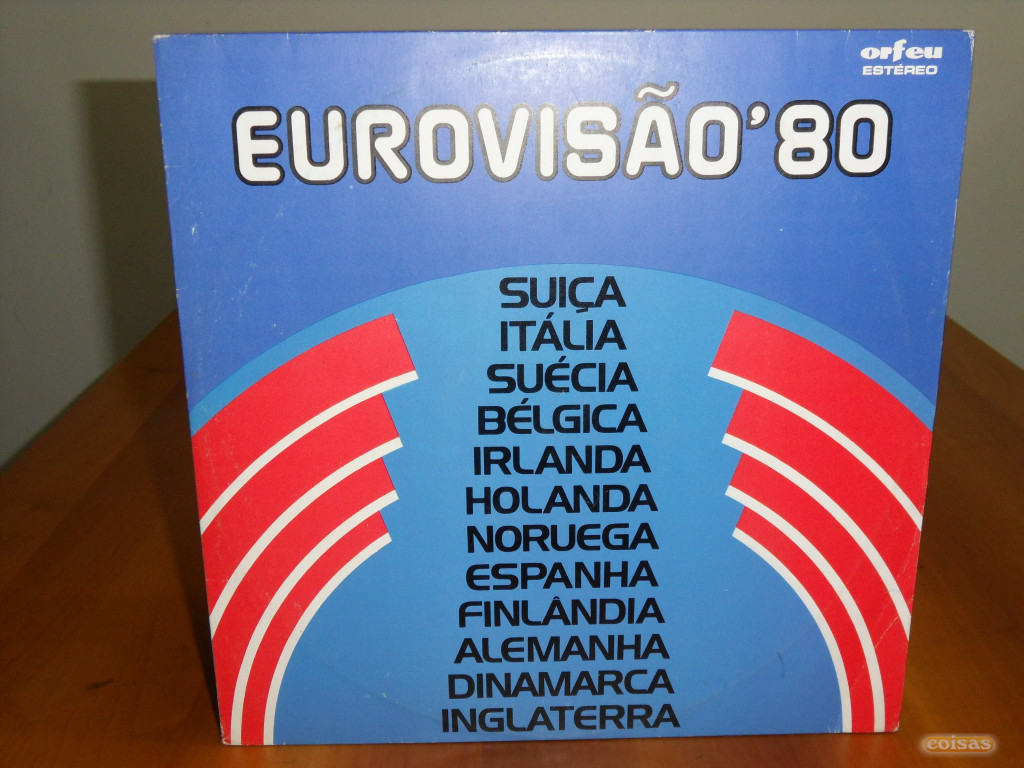 orfeu
ESTÉREO
EUROVISÃO'80
SUIÇA
ITÁLIA
SUÉCIA
BÉLGICA
IRLANDA
HOLANDA
NORUEGA
ESPANHA
FINLÂNDIA
ALEMANHA
DINAMARCA
INGLATERRA
coisas